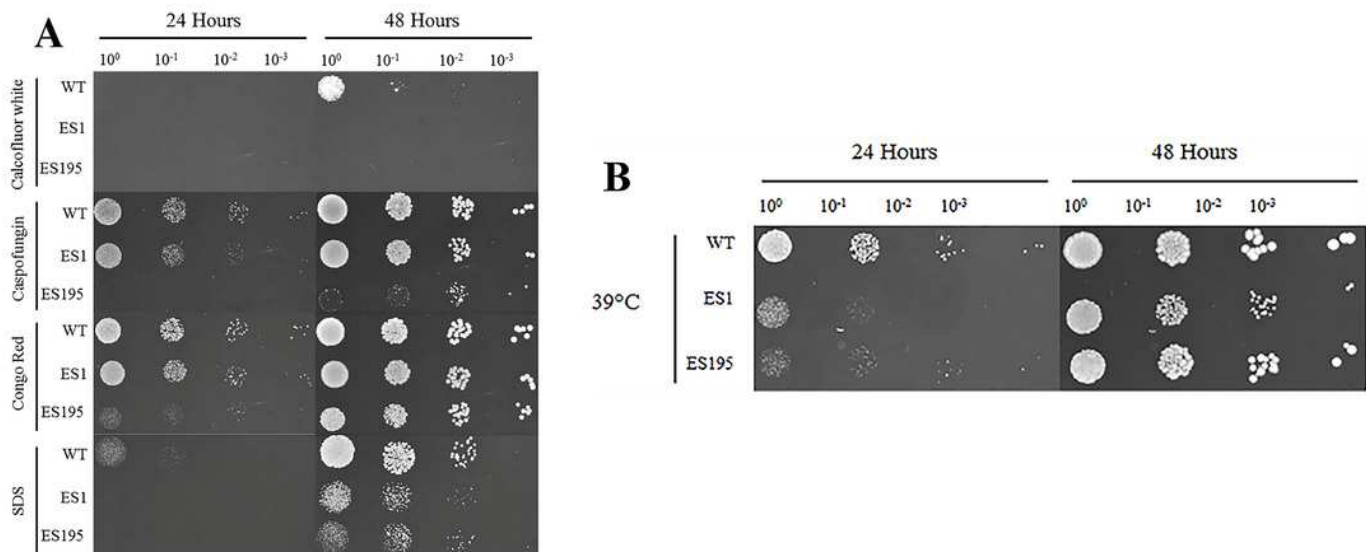 A
24 Hours 48 Hours
10⁰ 10⁻¹ 10⁻² 10⁻³ 10⁰ 10⁻¹ 10⁻² 10⁻³
Calcofluor white
WT
ES1
ES195
Caspofungin
WT
ES1
ES195
Congo Red
WT
ES1
ES195
SDS
WT
ES1
ES195
B
24 Hours 48 Hours
10⁰ 10⁻¹ 10⁻² 10⁻³ 10⁰ 10⁻¹ 10⁻² 10⁻³
39°C
WT
ES1
ES195